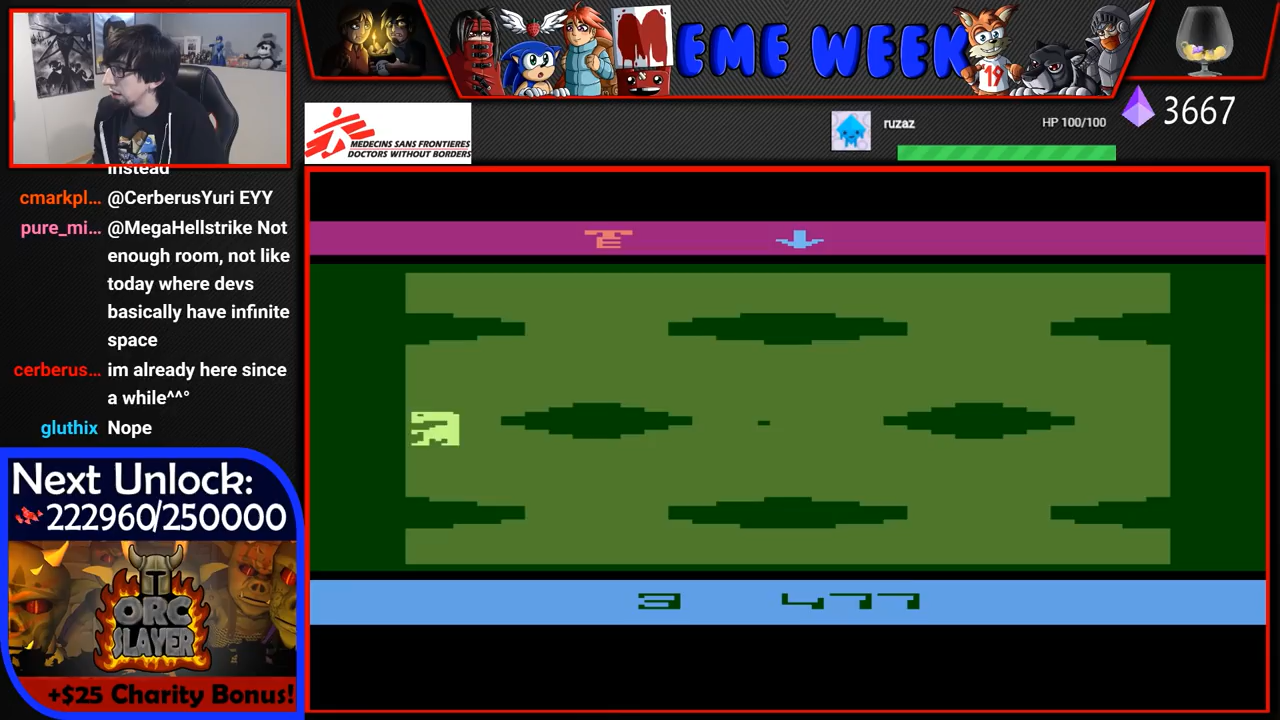 MEME WEEK
19
MEDECINS SANS FRONTIERES
DOCTORS WITHOUT BORDERS
ruzaz
HP 100/100
3667
instead
cmarkpl... @CerberusYuri EYY
pure_mi... @MegaHellstrike Not
enough room, not like
today where devs
basically have infinite
space
cerberus... im already here since
a while^^°
gluthix Nope
Next Unlock:
222960/250000
ORC
SLAYER
+$25 Charity Bonus!
3 477